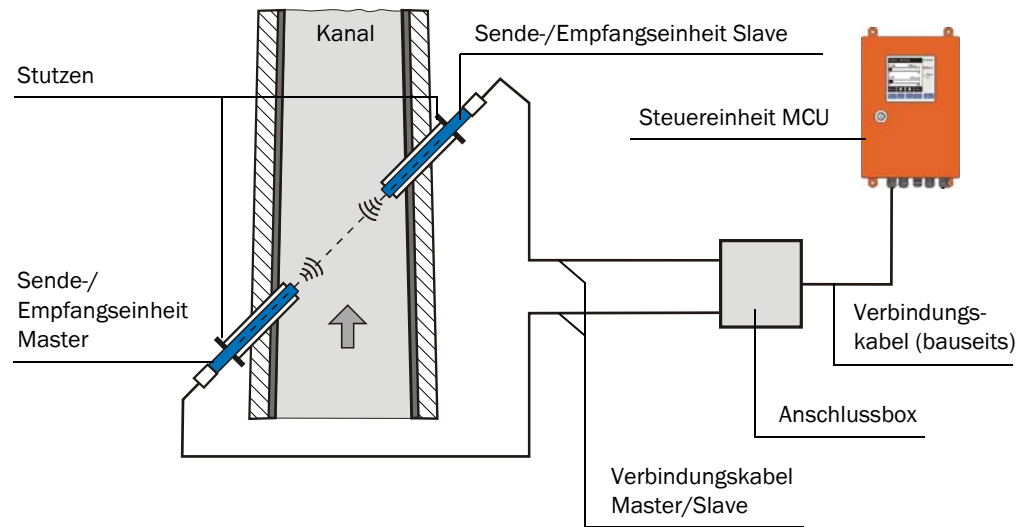 Kanal
Sende-/Empfangseinheit Slave
Stutzen
Steuereinheit MCU
Sende-/
Empfangseinheit
Master
Verbindungs-
kabel (bauseits)
Anschlussbox
Verbindungskabel
Master/Slave